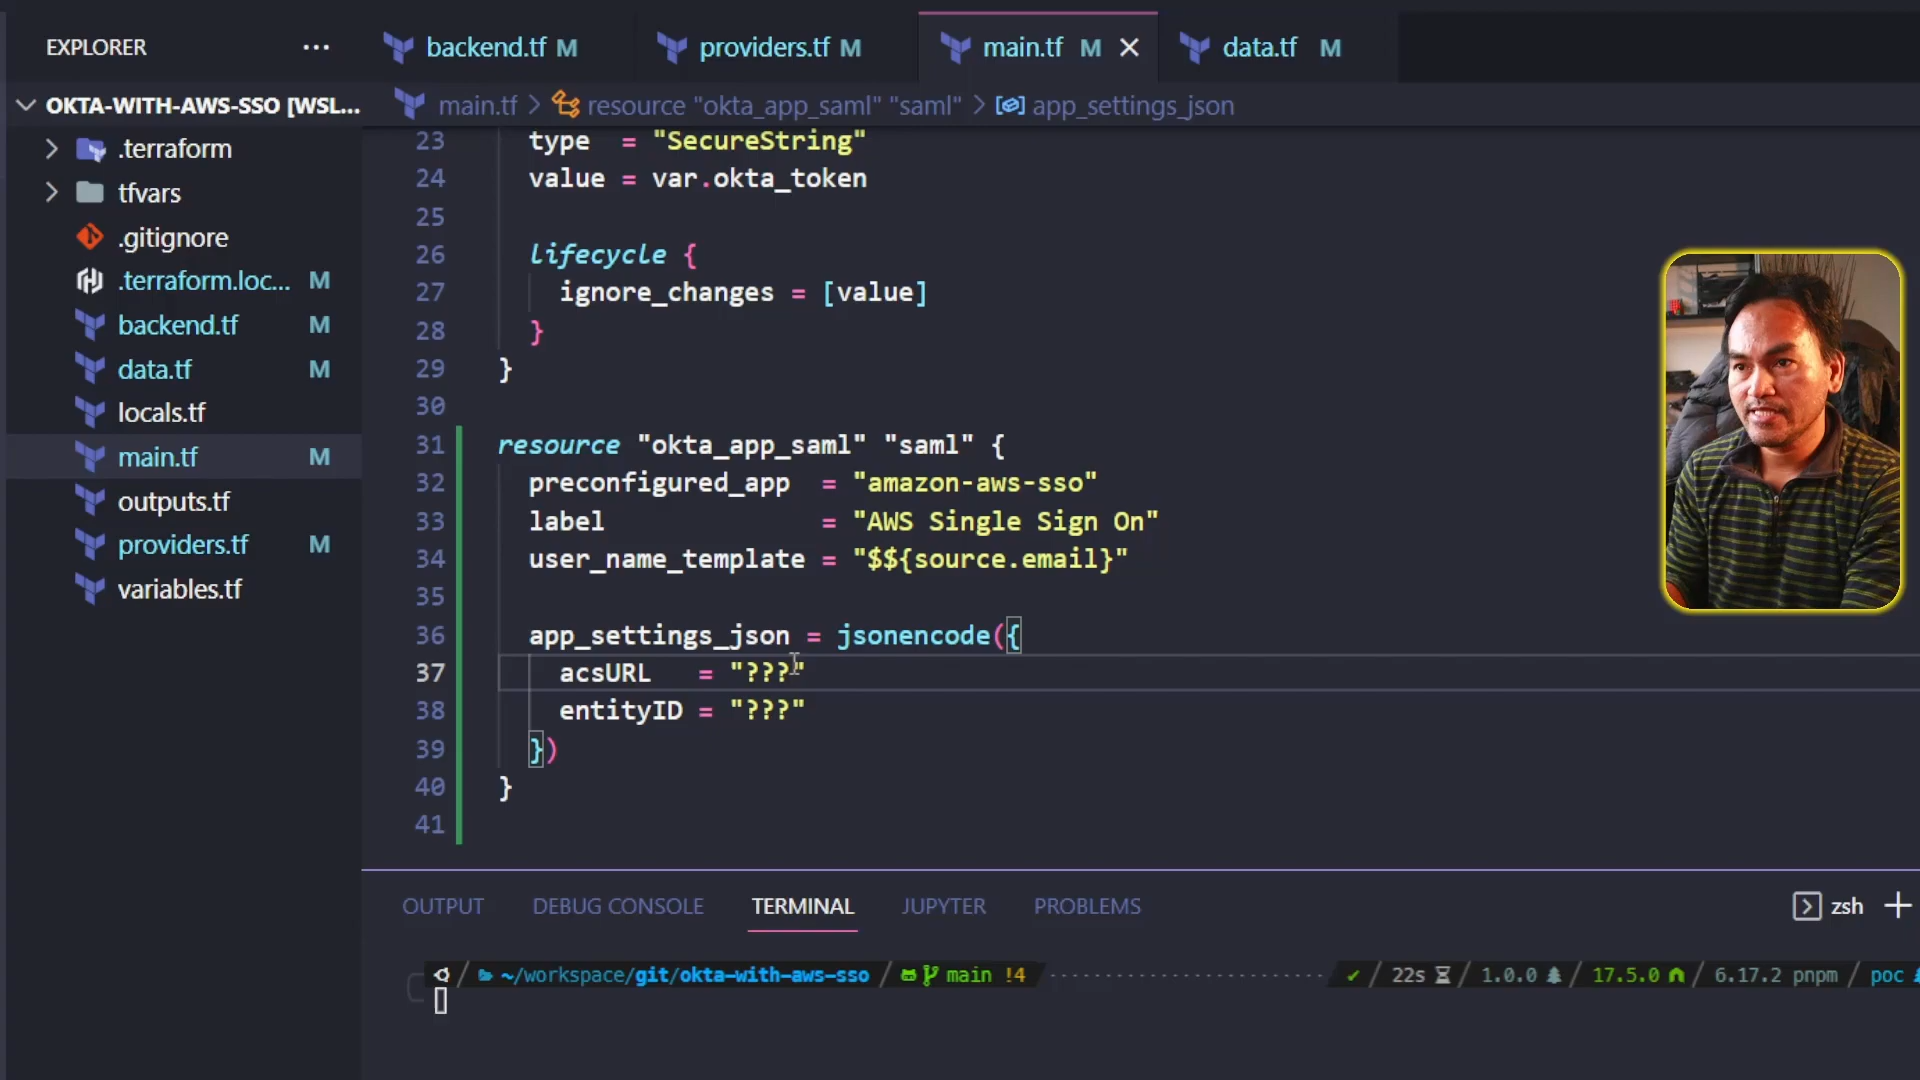 EXPLORER ...
backend.tf M
providers.tf M
main.tf M
data.tf M
OKTA-WITH-AWS-SSO [WSL...
main.tf > resource "okta_app_saml" "saml" > app_settings_json
.terraform
tfvars
.gitignore
.terraform.loc... M
backend.tf M
data.tf M
locals.tf
main.tf M
outputs.tf
providers.tf M
variables.tf
23 type = "SecureString"
24 value = var.okta_token
25
26 lifecycle {
27 ignore_changes = [value]
28 }
29 }
30
31 resource "okta_app_saml" "saml" {
32 preconfigured_app = "amazon-aws-sso"
33 label = "AWS Single Sign On"
34 user_name_template = "$${source.email}"
35
36 app_settings_json = jsonencode({
37 acsURL = "???"
38 entityID = "???"
39 })
40 }
41
OUTPUT DEBUG CONSOLE TERMINAL JUPYTER PROBLEMS
zsh
~/workspace/git/okta-with-aws-sso / main !4
22s / 1.0.0 / 17.5.0 / 6.17.2 pnpm / poc